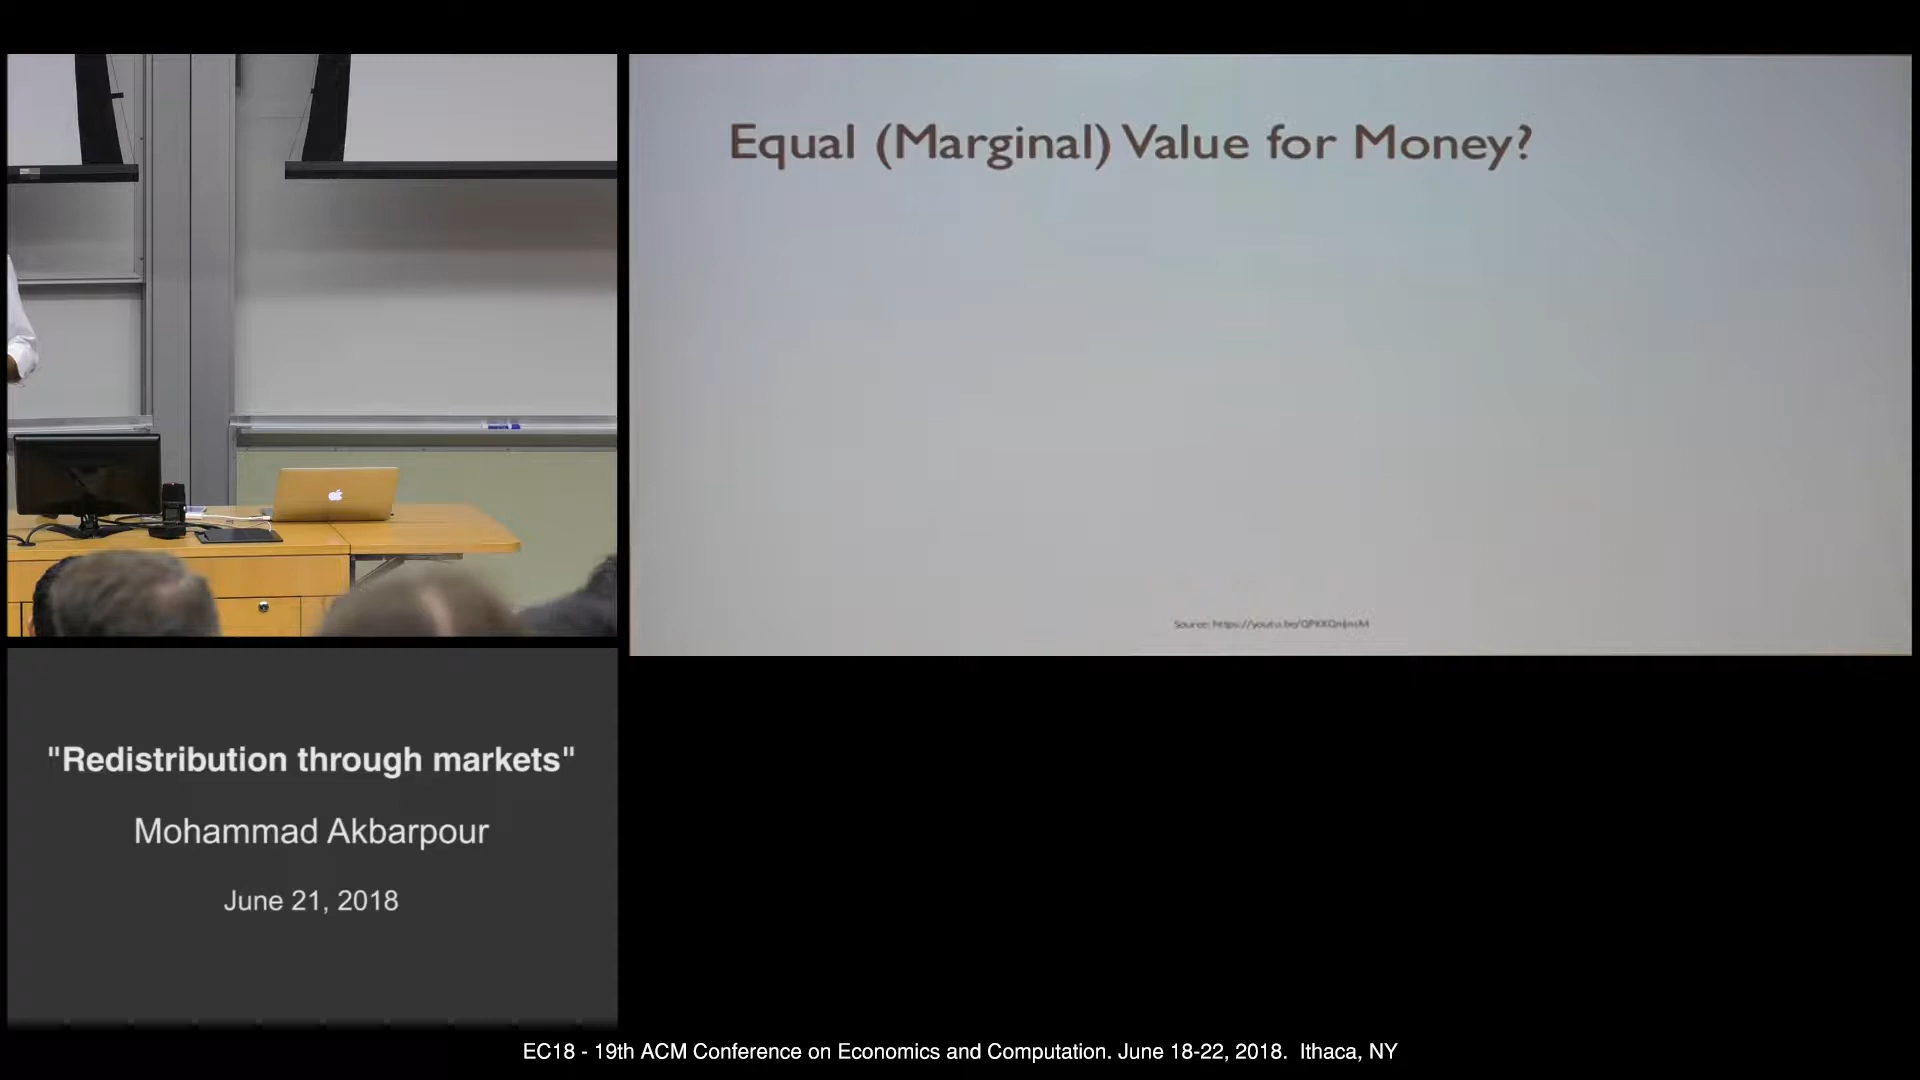 Equal (Marginal) Value for Money?
"Redistribution through markets"
Mohammad Akbarpour
June 21, 2018
EC18 - 19th ACM Conference on Economics and Computation. June 18-22, 2018. Ithaca, NY